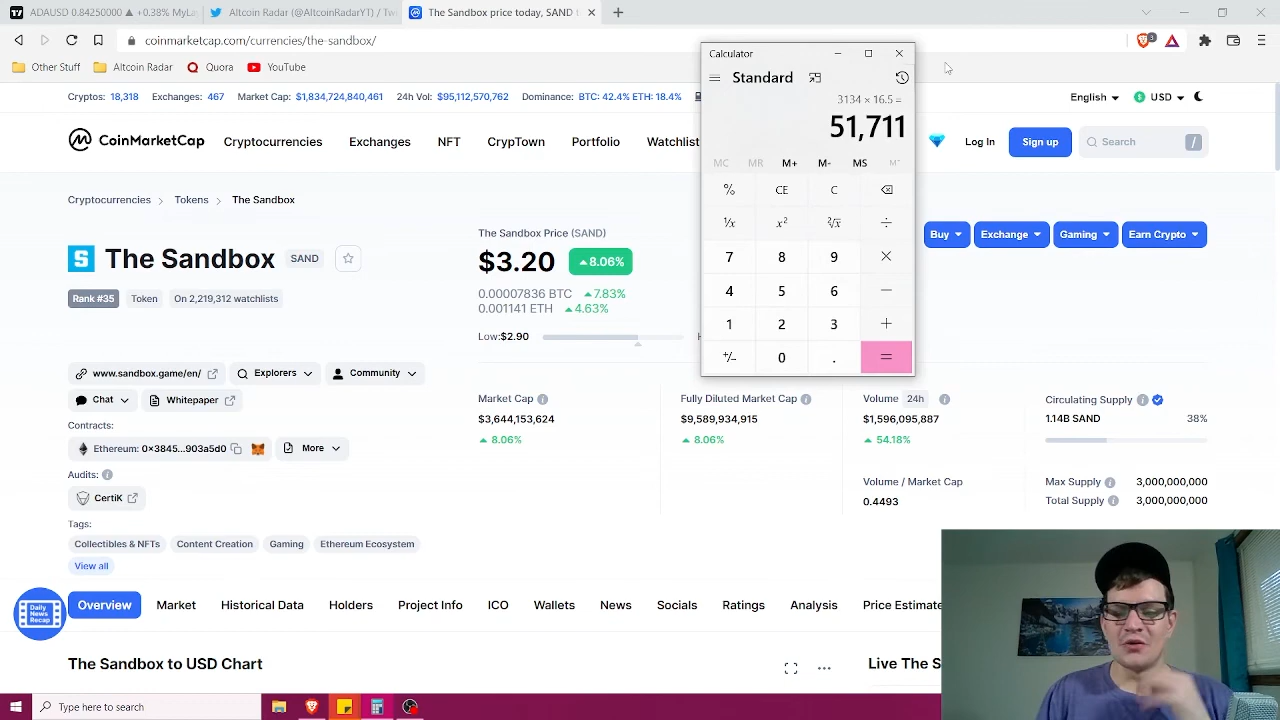 ADAUSD 0.84250000 ▲ +0.38% My
Altcoin Radar (@AltcoinRadarYT) / Twi
The Sandbox price today, SAND t
coinmarketcap.com/currencies/the-sandbox/
3
Other Stuff
Altcoin Radar
Quora
YouTube
Cryptos: 18,318 Exchanges: 467 Market Cap: $1,834,724,840,461 24h Vol: $95,112,570,762 Dominance: BTC: 42.4% ETH: 18.4%
English
USD
CoinMarketCap
Cryptocurrencies
Exchanges
NFT
CrypTown
Portfolio
Watchlist
Log In
Sign up
Search
/
Calculator
Standard
3134 × 16.5 =
51,711
MC MR M+ M- MS M˅
% CE C ⌫
¹/x x² ²√x ÷
7 8 9 ×
4 5 6 −
1 2 3 +
+/− 0 . =
Cryptocurrencies > Tokens > The Sandbox
The Sandbox SAND
Rank #35
Token
On 2,219,312 watchlists
www.sandbox.game/en/
Explorers
Community
Chat
Whitepaper
Contracts:
Ethereum: 0x3845...903a5d0
More
Audits:
CertiK
Tags:
Collectibles & NFTs
Content Creation
Gaming
Ethereum Ecosystem
View all
The Sandbox Price (SAND)
$3.20
8.06%
0.00007836 BTC 7.83%
0.001141 ETH 4.63%
Low:$2.90
H
Buy
Exchange
Gaming
Earn Crypto
Market Cap
$3,644,153,624
8.06%
Fully Diluted Market Cap
$9,589,934,915
8.06%
Volume 24h
$1,596,095,887
54.18%
Volume / Market Cap
0.4493
Circulating Supply
1.14B SAND 38%
Max Supply 3,000,000,000
Total Supply 3,000,000,000
Daily
News
Recap
Overview
Market
Historical Data
Holders
Project Info
ICO
Wallets
News
Socials
Ratings
Analysis
Price Estimate
The Sandbox to USD Chart
Live The S
Type here to search